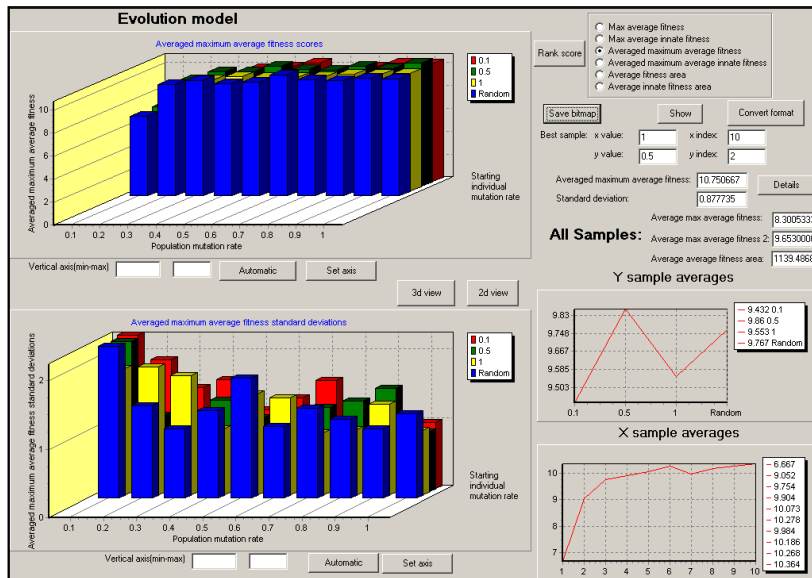 Evolution model
Averaged maximum average fitness scores
Averaged maximum average fitness
10
8
6
4
2
0
0.1 0.2 0.3 0.4 0.5 0.6 0.7 0.8 0.9 1
Population mutation rate
0.1
0.5
1
Random
Starting
individual
mutation rate
Vertical axis(min-max)
Automatic
Set axis
3d view
2d view
Averaged maximum average fitness standard deviations
Averaged maximum average fitness standard deviations
2
1
0
0.1 0.2 0.3 0.4 0.5 0.6 0.7 0.8 0.9 1
Population mutation rate
0.1
0.5
1
Random
Starting
individual
mutation rate
Vertical axis(min-max)
Automatic
Set axis
Rank score
Max average fitness
Max average innate fitness
Averaged maximum average fitness
Averaged maximum average innate fitness
Average fitness area
Average innate fitness area
Save bitmap
Show
Convert format
Best sample: x value: 1 x index: 10
y value: 0.5 y index: 2
Averaged maximum average fitness: 10.750667
Standard deviation: 0.877735
Details
All Samples:
Average max average fitness: 8.300533
Average max average fitness 2: 9.653000
Average average fitness area: 1139.4868
Y sample averages
9.83
9.748
9.667
9.585
9.503
0.1 0.5 1 Random
9.432 0.1
9.86 0.5
9.553 1
9.767 Random
X sample averages
10
9
8
7
1 2 3 4 5 6 7 8 9 10
6.667
9.052
9.754
9.904
10.073
10.278
9.984
10.186
10.268
10.364